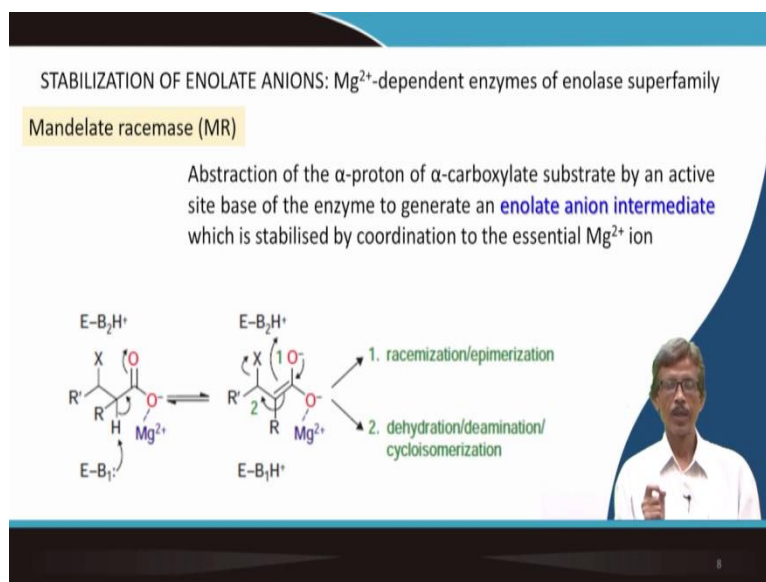 STABILIZATION OF ENOLATE ANIONS: Mg²⁺-dependent enzymes of enolase superfamily
Mandelate racemase (MR)
Abstraction of the α-proton of α-carboxylate substrate by an active
site base of the enzyme to generate an enolate anion intermediate
which is stabilised by coordination to the essential Mg²⁺ ion
E–B₂H⁺ E–B₂H⁺
X O X 1 O⁻
1. racemization/epimerization
R' O⁻ R' 2 O⁻
R H Mg²⁺ R Mg²⁺
2. dehydration/deamination/
cycloisomerization
E–B₁: E–B₁H⁺
8